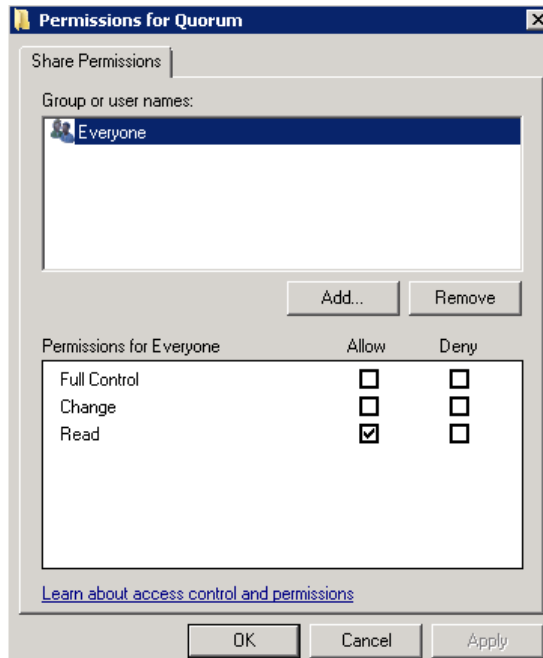 Permissions for Quorum
Share Permissions
Group or user names:
Everyone
Add... Remove
Permissions for Everyone Allow Deny
Full Control
Change
Read
Learn about access control and permissions
OK Cancel Apply